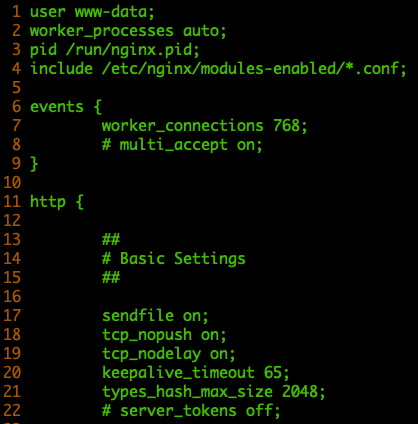 1 user www-data;
2 worker_processes auto;
3 pid /run/nginx.pid;
4 include /etc/nginx/modules-enabled/*.conf;
5
6 events {
7         worker_connections 768;
8         # multi_accept on;
9 }
10
11 http {
12
13         ##
14         # Basic Settings
15         ##
16
17         sendfile on;
18         tcp_nopush on;
19         tcp_nodelay on;
20         keepalive_timeout 65;
21         types_hash_max_size 2048;
22         # server_tokens off;